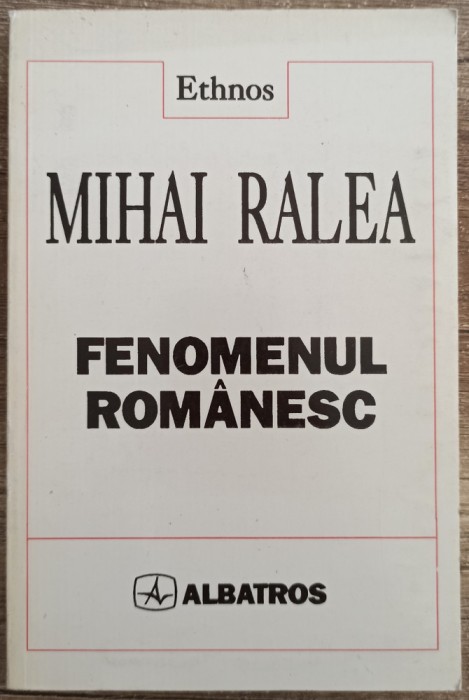 Ethnos
MIHAI RALEA
FENOMENUL
ROMÂNESC
ALBATROS